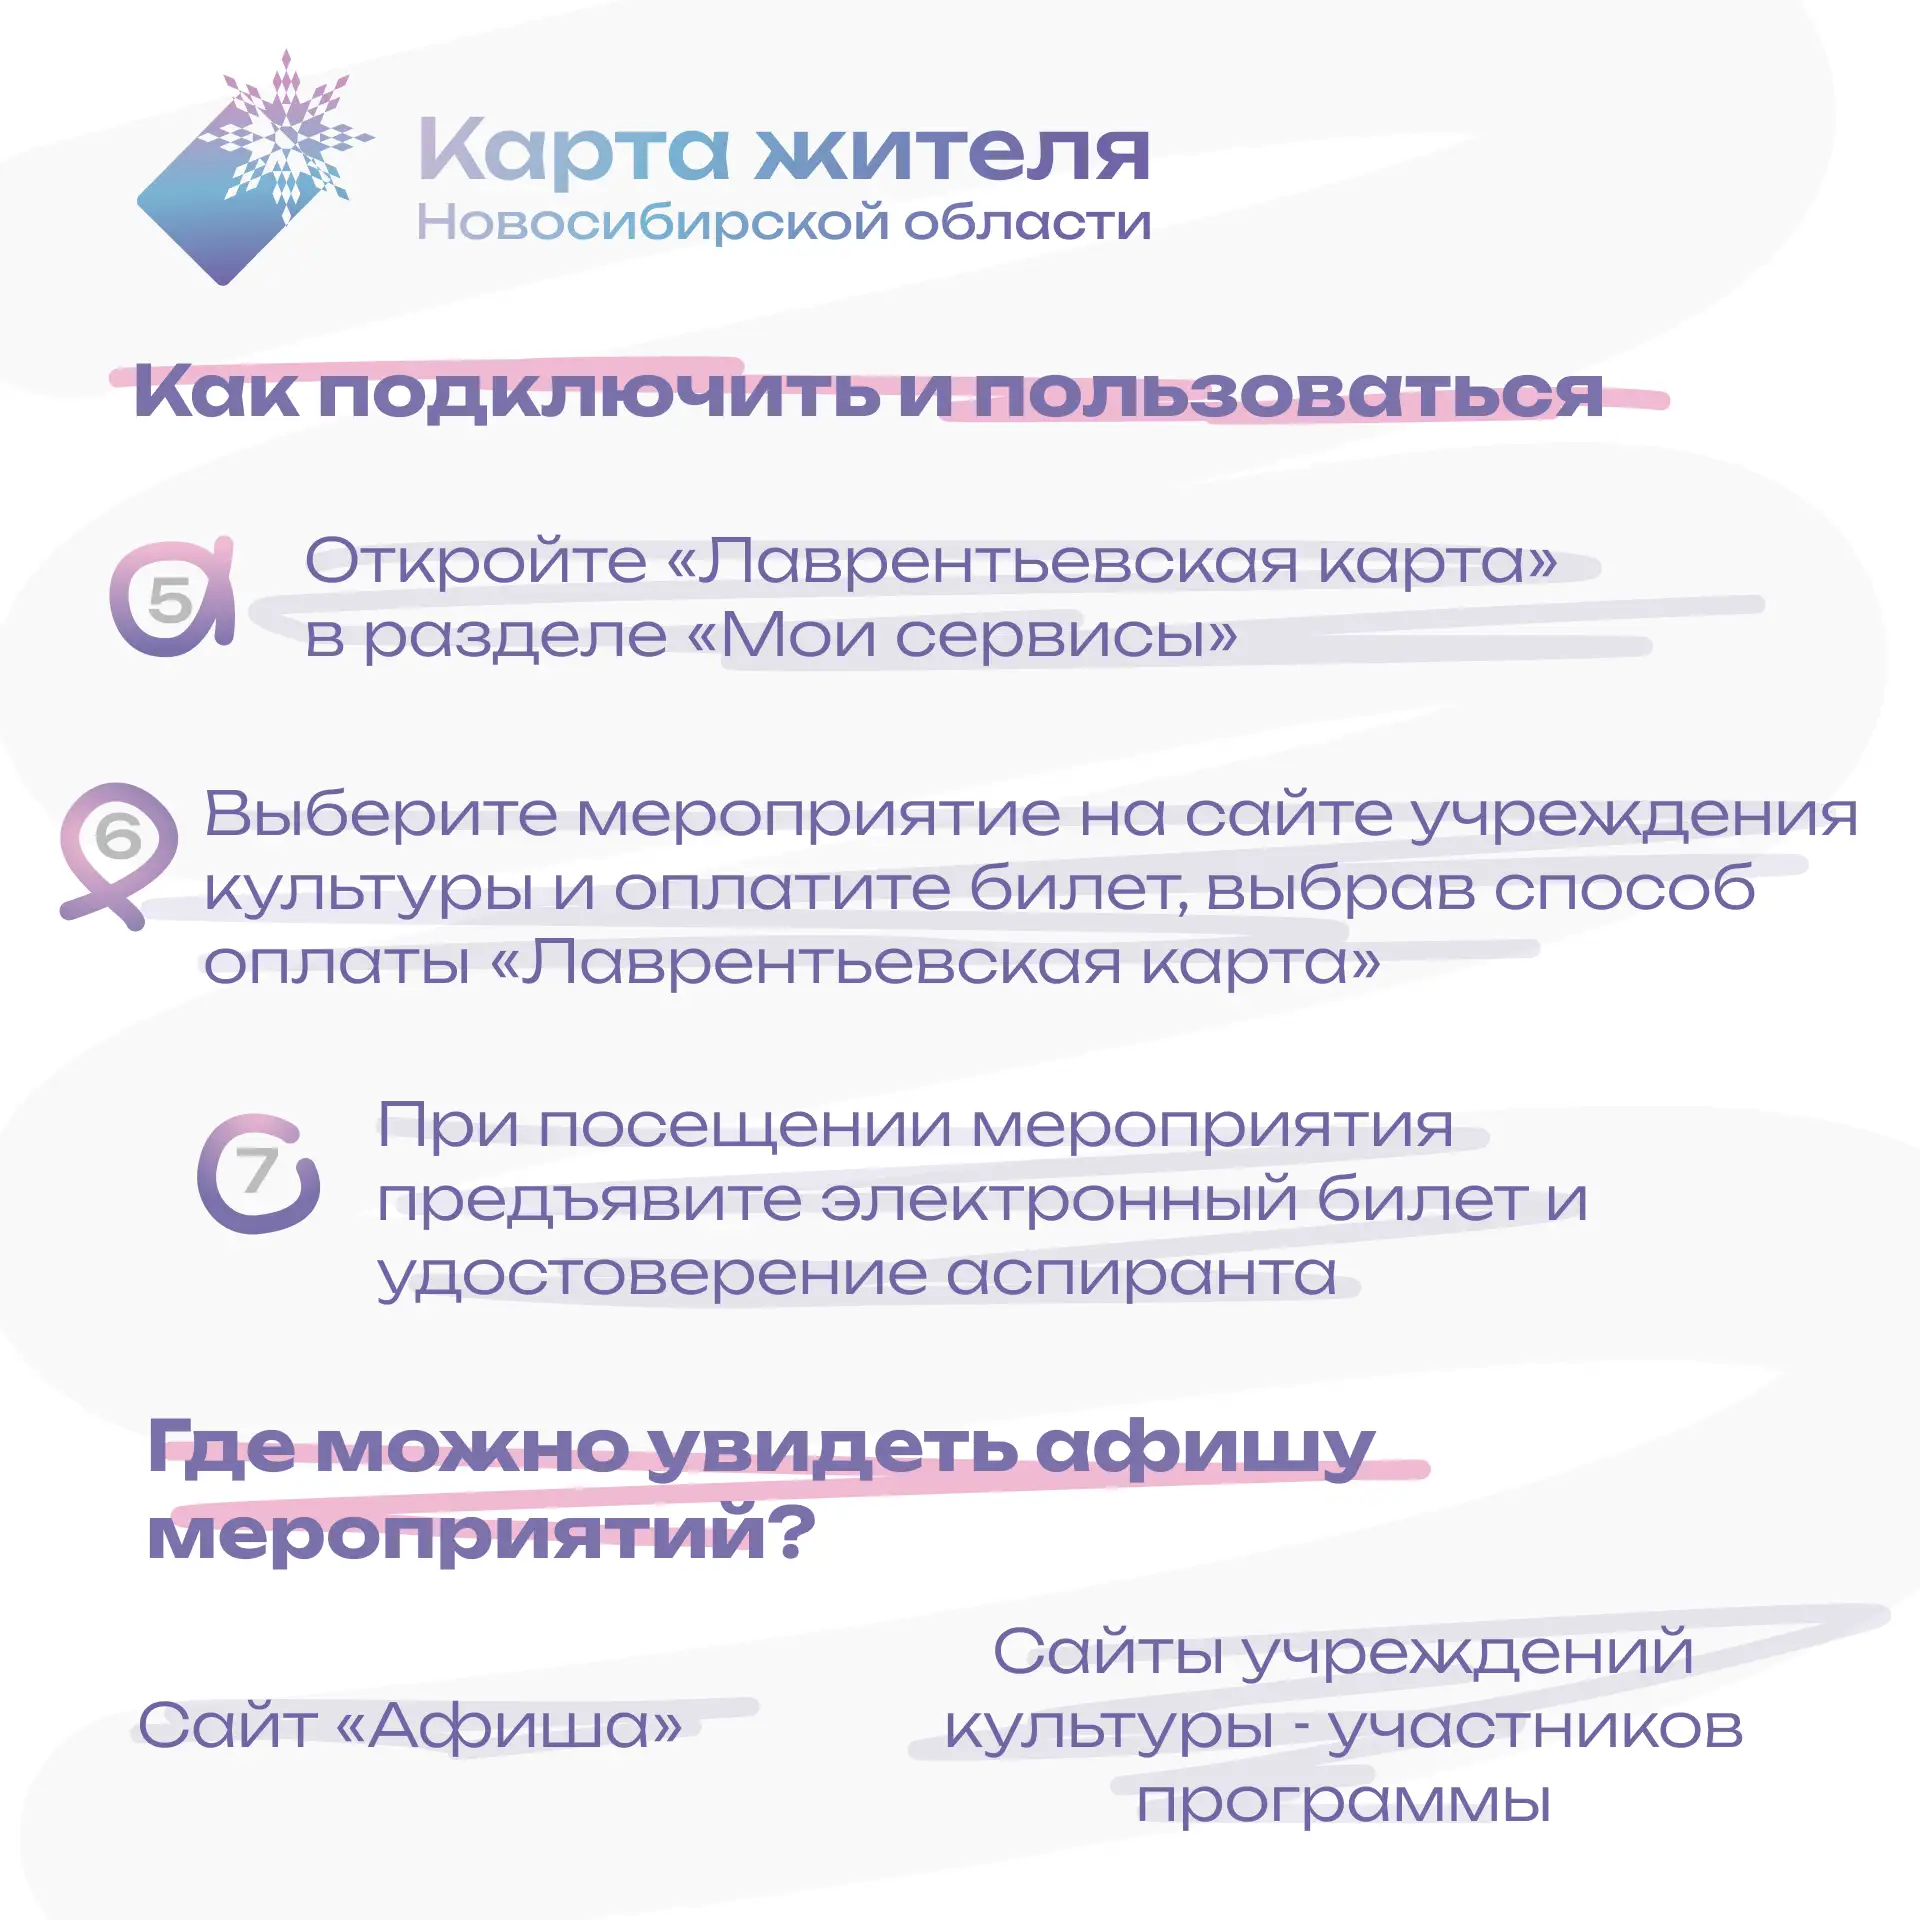 Карта жителя
Новосибирской области
Как подключить и пользоваться
5
Откройте «Лаврентьевская карта»
в разделе «Мои сервисы»
6
Выберите мероприятие на сайте учреждения
культуры и оплатите билет, выбрав способ
оплаты «Лаврентьевская карта»
7
При посещении мероприятия
предъявите электронный билет и
удостоверение аспиранта
Где можно увидеть афишу
мероприятий?
Сайт «Афиша»
Сайты учреждений
культуры - участников
программы